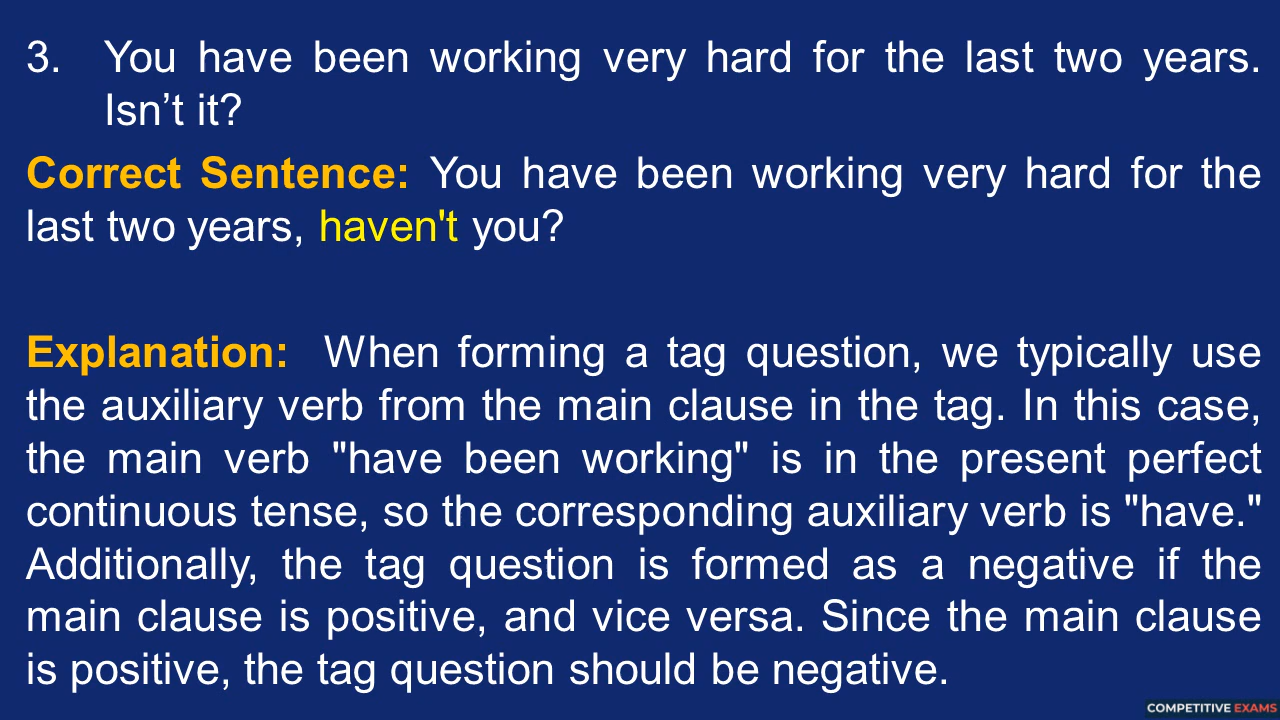 3. You have been working very hard for the last two years.
Isn’t it?
Correct Sentence: You have been working very hard for the
last two years, haven't you?
Explanation: When forming a tag question, we typically use
the auxiliary verb from the main clause in the tag. In this case,
the main verb "have been working" is in the present perfect
continuous tense, so the corresponding auxiliary verb is "have."
Additionally, the tag question is formed as a negative if the
main clause is positive, and vice versa. Since the main clause
is positive, the tag question should be negative.
COMPETITIVE EXAMS